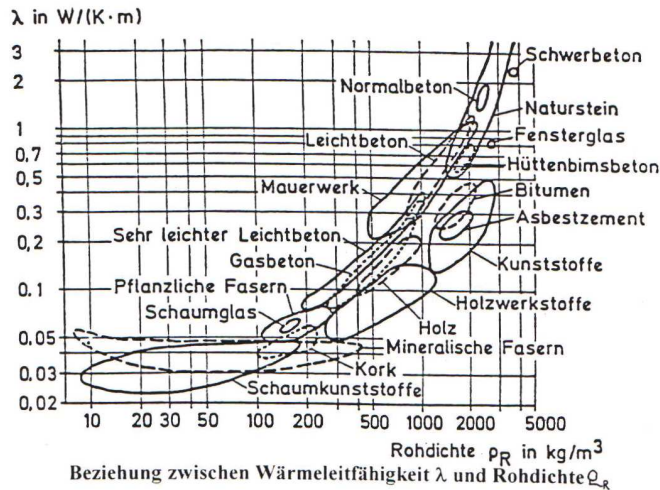 λ in W/(K·m)
3
2
1
0,7
0,5
0,3
0,2
0,1
0,05
0,03
0,02
Schwerbeton
Normalbeton
Naturstein
Leichtbeton
Fensterglas
Hüttenbimsbeton
Mauerwerk
Bitumen
Asbestzement
Sehr leichter Leichtbeton
Gasbeton
Kunststoffe
Pflanzliche Fasern
Schaumglas
Holzwerkstoffe
Holz
Mineralische Fasern
Kork
Schaumkunststoffe
10 20 30 50 100 200 500 1000 2000 5000
Rohdichte ρR in kg/m³
Beziehung zwischen Wärmeleitfähigkeit λ und Rohdichte ϱR